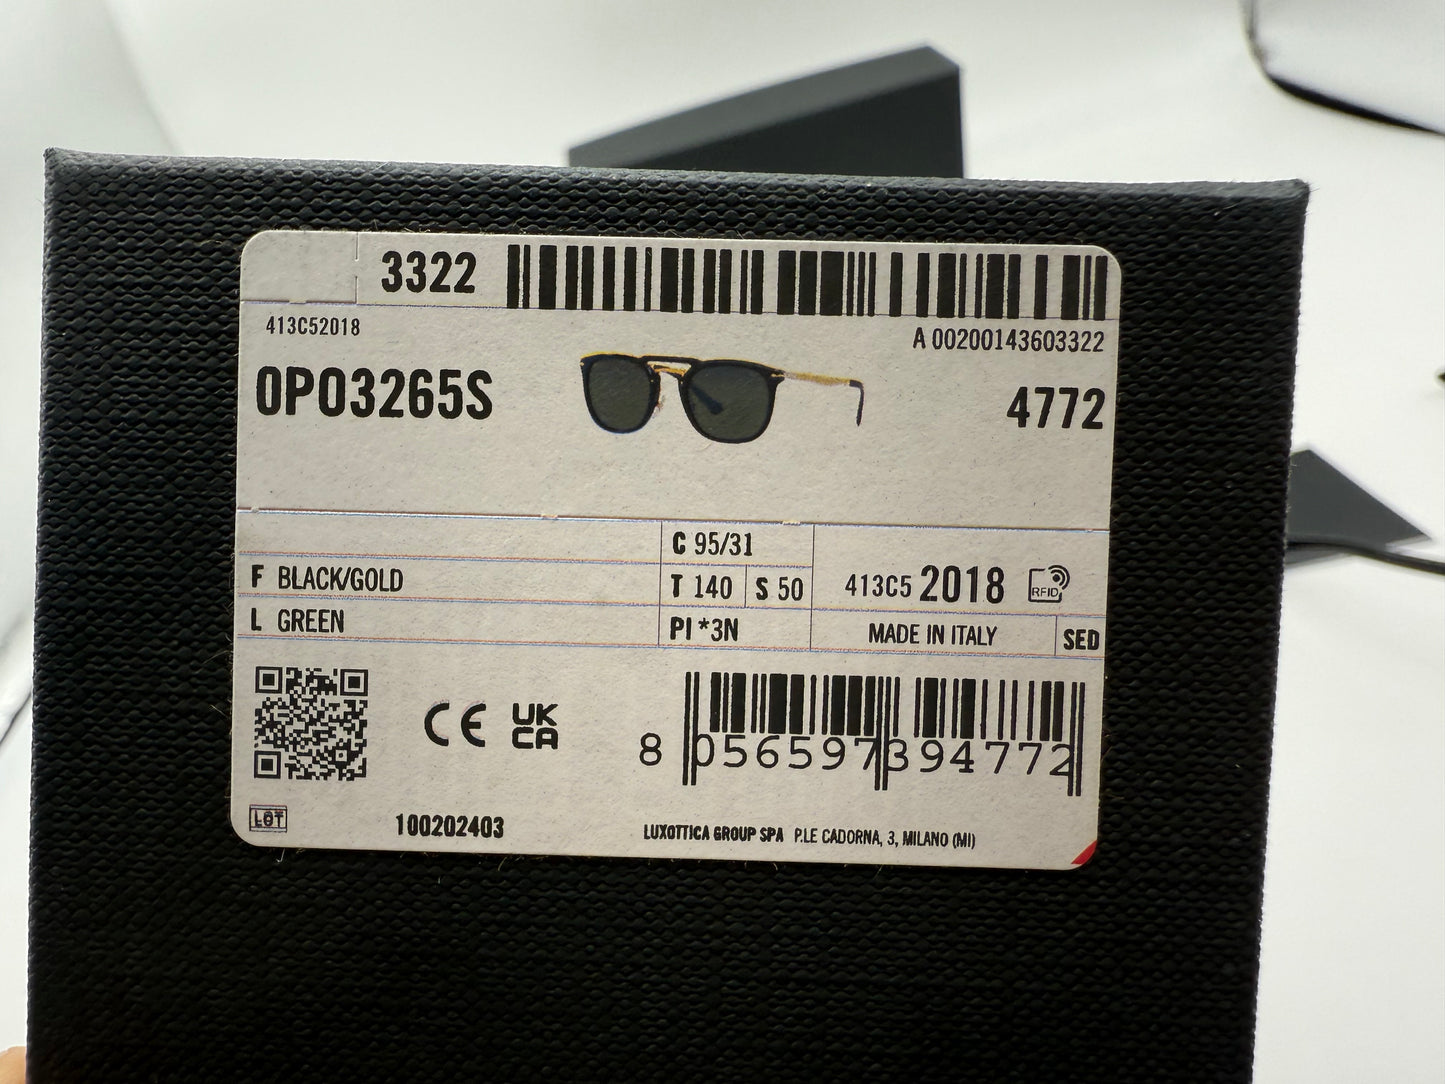 3322
413C52018
A 00200143603322
0PO3265S
4772
C 95/31
F BLACK/GOLD
T 140 S 50
413C5 2018 RFID
L GREEN
PI *3N
MADE IN ITALY
SED
CE UK CA
8 056597 394772
LOT
100202403
LUXOTTICA GROUP SPA P.LE CADORNA, 3, MILANO (MI)